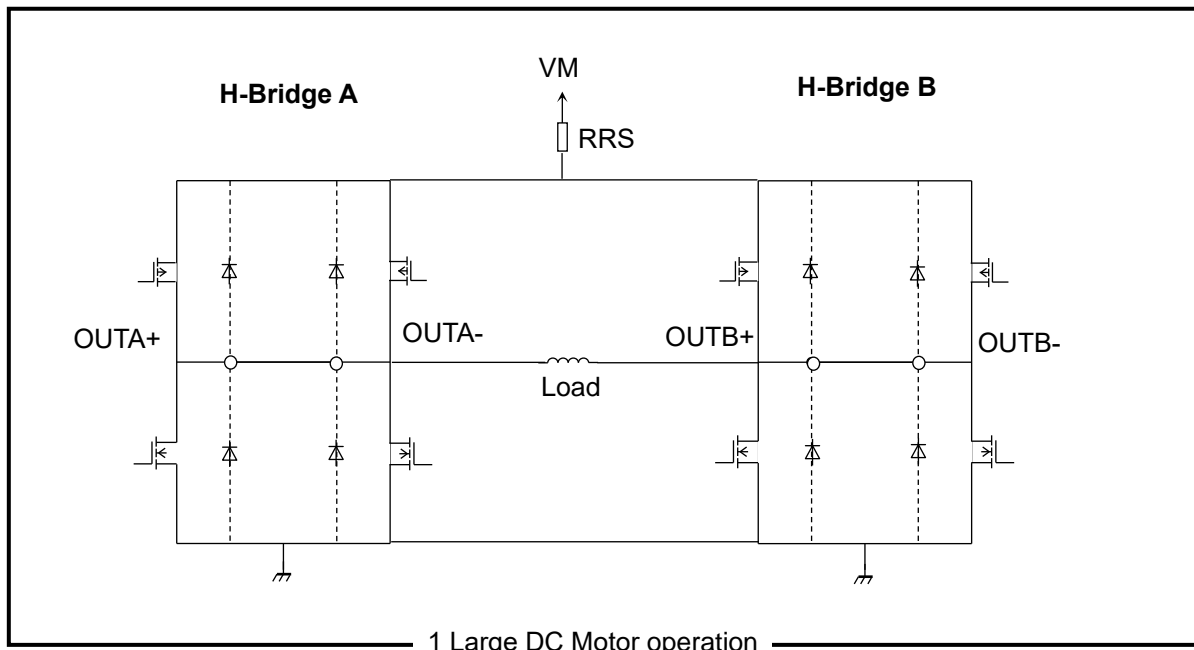 VM
H-Bridge A
H-Bridge B
RRS
OUTA+
OUTA-
OUTB+
OUTB-
Load
1 Large DC Motor operation